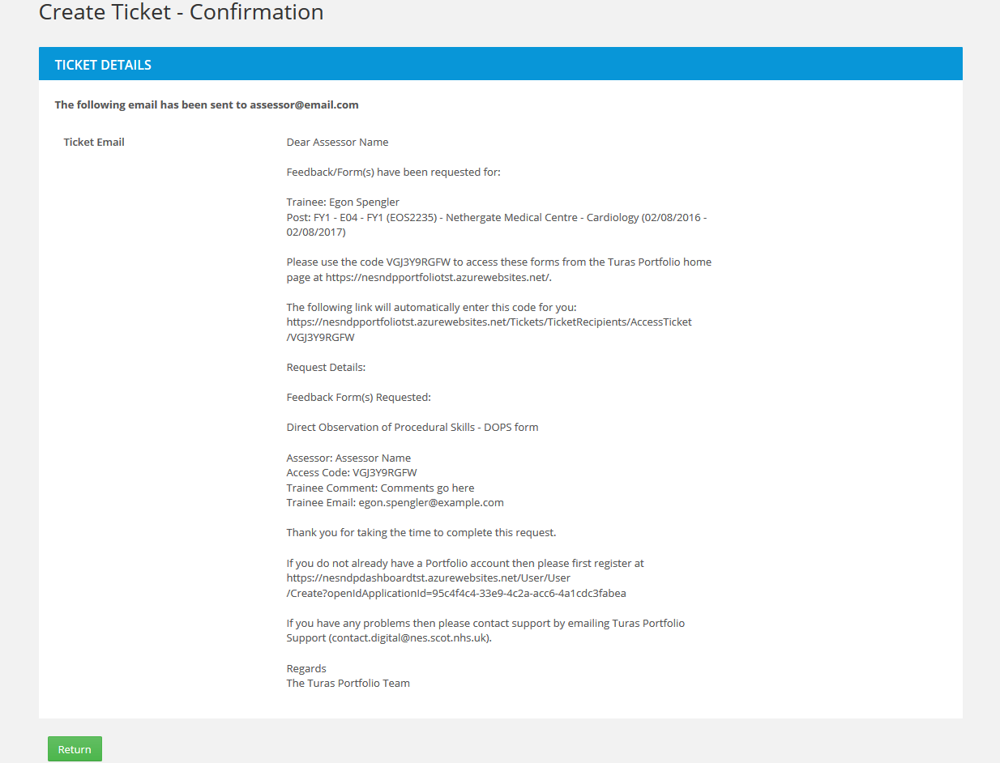 Create Ticket - Confirmation
TICKET DETAILS
The following email has been sent to assessor@email.com
Ticket Email
Dear Assessor Name
Feedback/Form(s) have been requested for:
Trainee: Egon Spengler
Post: FY1 - E04 - FY1 (EOS2235) - Nethergate Medical Centre - Cardiology (02/08/2016 -
02/08/2017)
Please use the code VGJ3Y9RGFW to access these forms from the Turas Portfolio home
page at https://nesndpportfoliotst.azurewebsites.net/.
The following link will automatically enter this code for you:
https://nesndpportfoliotst.azurewebsites.net/Tickets/TicketRecipients/AccessTicket
/VGJ3Y9RGFW
Request Details:
Feedback Form(s) Requested:
Direct Observation of Procedural Skills - DOPS form
Assessor: Assessor Name
Access Code: VGJ3Y9RGFW
Trainee Comment: Comments go here
Trainee Email: egon.spengler@example.com
Thank you for taking the time to complete this request.
If you do not already have a Portfolio account then please first register at
https://nesndpdashboardtst.azurewebsites.net/User/User
/Create?openIdApplicationId=95c4f4c4-33e9-4c2a-acc6-4a1cdc3fabea
If you have any problems then please contact support by emailing Turas Portfolio
Support (contact.digital@nes.scot.nhs.uk).
Regards
The Turas Portfolio Team
Return